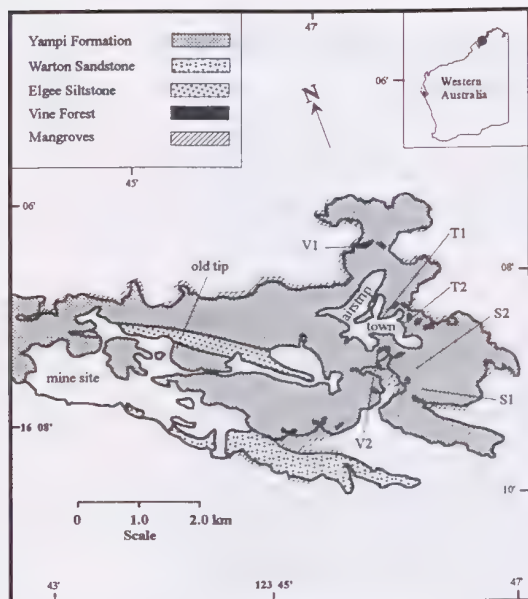 Yampi Formation
Warton Sandstone
Elgee Siltstone
Vine Forest
Mangroves
47
N
06'
Western
Australia
45'
06'
V1
T1
08'
old tip
airstrip
T2
town
S2
mine site
S1
16 08'
V2
10'
0 1.0 2.0 km
Scale
43'
123 45'
47'